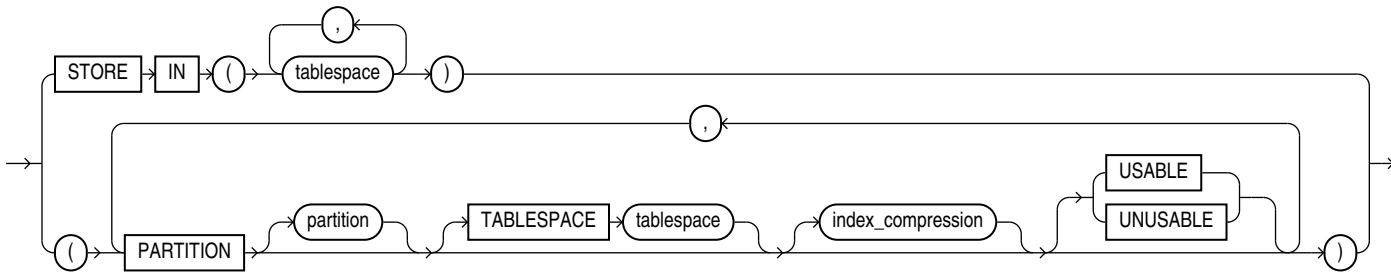 ,
STORE IN ( tablespace )
,
USABLE
partition TABLESPACE tablespace index_compression
UNUSABLE
( PARTITION )